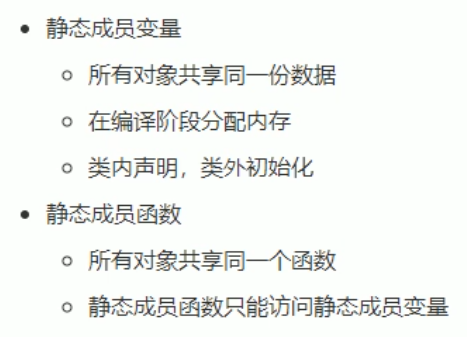 静态成员变量
所有对象共享同一份数据
在编译阶段分配内存
类内声明，类外初始化
静态成员函数
所有对象共享同一个函数
静态成员函数只能访问静态成员变量